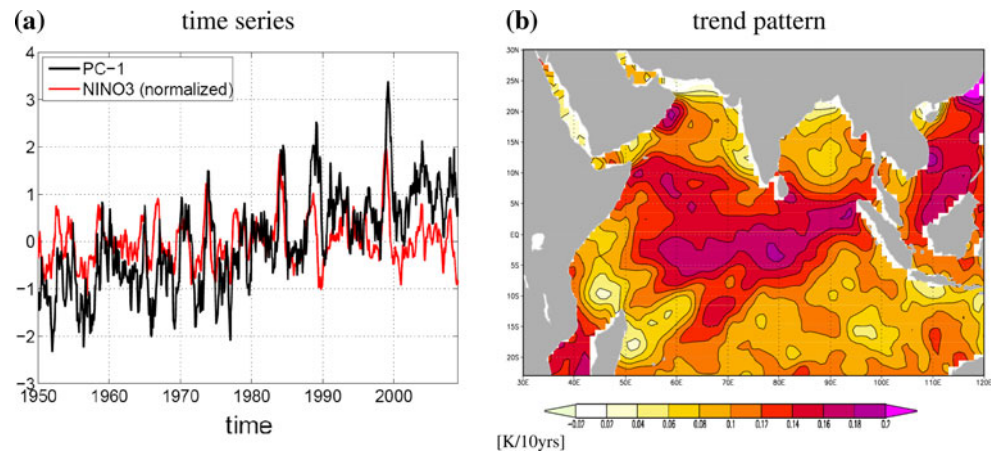 (a) time series
PC-1
NINO3 (normalized)
4
3
2
1
0
-1
-2
-3
1950 1960 1970 1980 1990 2000
time
(b) trend pattern
30N
25N
20N
15N
10N
5N
EQ
5S
10S
15S
20S
30E 40E 50E 60E 70E 80E 90E 100E 110E 120E
-0.02 0.02 0.04 0.06 0.08 0.1 0.12 0.14 0.16 0.18 0.2
[K/10yrs]